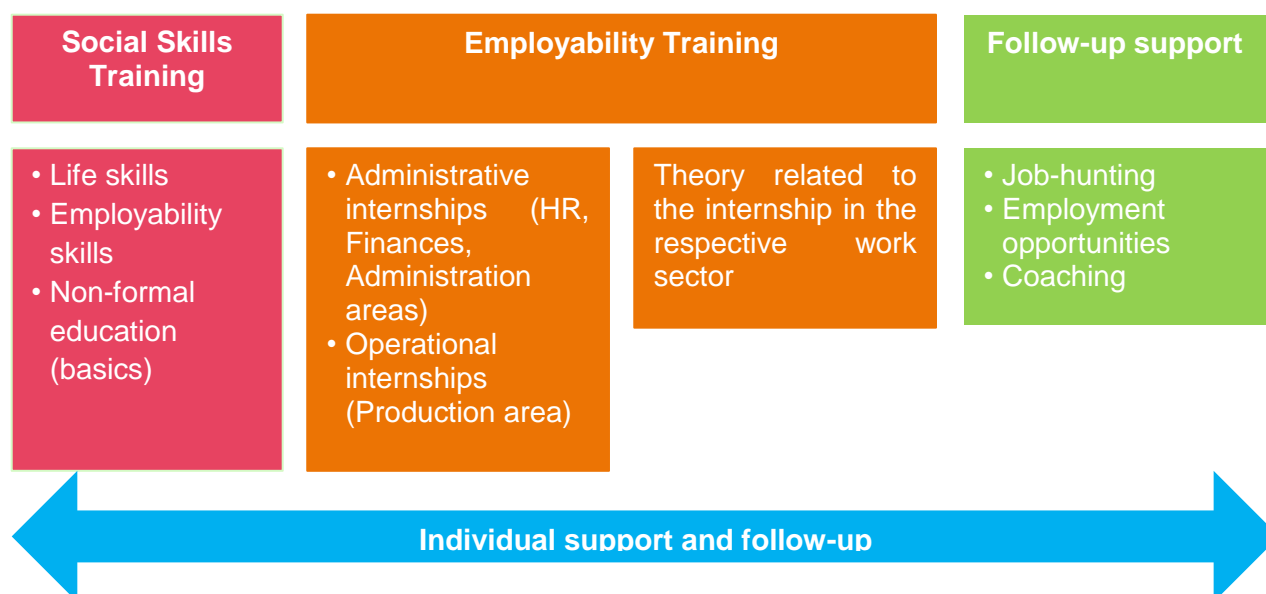 Social Skills
Training
Employability Training
Follow-up support
• Life skills
• Employability
skills
• Non-formal
education
(basics)
• Administrative
internships (HR,
Finances,
Administration
areas)
• Operational
internships
(Production area)
Theory related to
the internship in the
respective work
sector
• Job-hunting
• Employment
opportunities
• Coaching
Individual support and follow-up